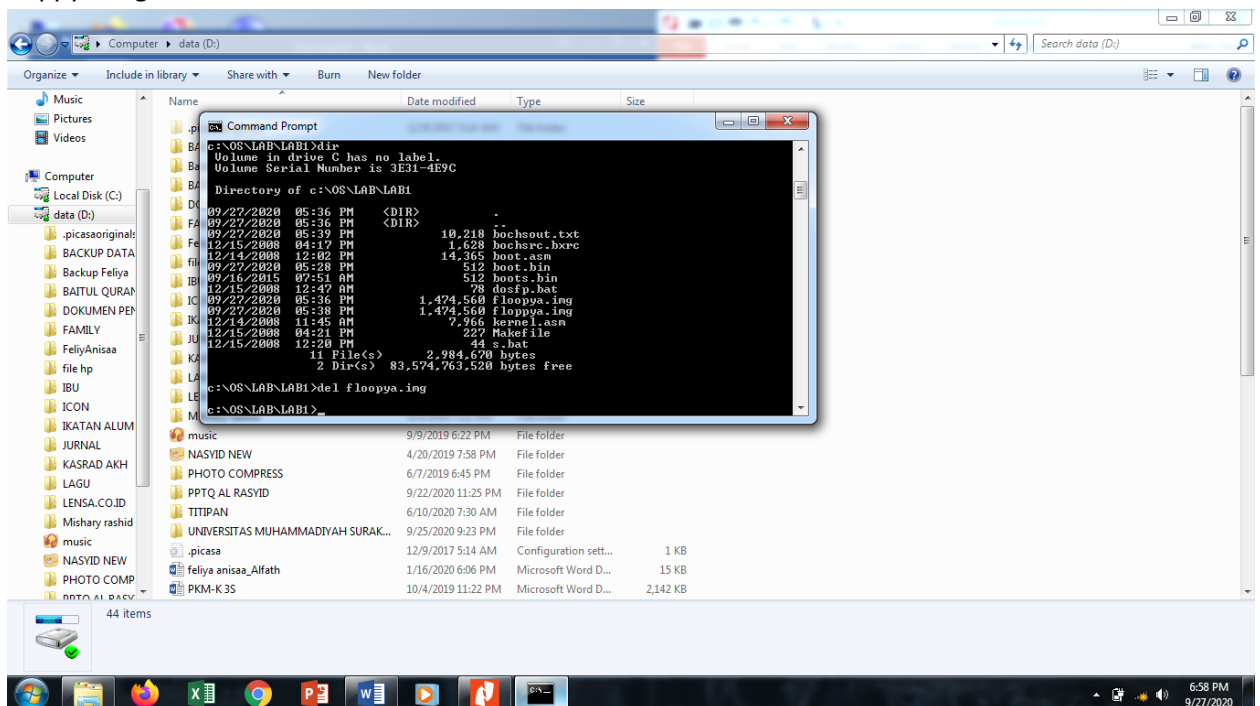 Computer ▸ data (D:)
Search data (D:)
Organize ▼ Include in library ▼ Share with ▼ Burn New folder
Music
Pictures
Videos
Computer
Local Disk (C:)
data (D:)
.picasaoriginals
BACKUP DATA
Backup Feliya
BAITUL QURAN
DOKUMEN PEN
FAMILY
FeliyAnisaa
file hp
IBU
ICON
IKATAN ALUM
JURNAL
KASRAD AKH
LAGU
LENSA.CO.ID
Mishary rashid
music
NASYID NEW
PHOTO COMP
Name Date modified Type Size
Command Prompt
c:\OS\LAB\LAB1>dir
Volume in drive C has no label.
Volume Serial Number is 3E31-4E9C
Directory of c:\OS\LAB\LAB1
09/27/2020 05:36 PM <DIR> .
09/27/2020 05:36 PM <DIR> ..
09/27/2020 05:39 PM 10,218 bochsout.txt
12/15/2008 04:17 PM 1,628 bochsrc.bxrc
12/14/2008 12:02 PM 14,365 boot.asm
09/27/2020 05:28 PM 512 boot.bin
09/16/2015 07:51 AM 512 boots.bin
12/15/2008 12:47 AM 78 dosfp.bat
09/27/2020 05:36 PM 1,474,560 floopya.img
09/27/2020 05:38 PM 1,474,560 floppya.img
12/14/2008 11:45 AM 7,966 kernel.asm
12/15/2008 04:21 PM 227 Makefile
12/15/2008 12:20 PM 44 s.bat
11 File(s) 2,984,670 bytes
2 Dir(s) 83,574,763,520 bytes free
c:\OS\LAB\LAB1>del floopya.img
c:\OS\LAB\LAB1>_
music 9/9/2019 6:22 PM File folder
NASYID NEW 4/20/2019 7:58 PM File folder
PHOTO COMPRESS 6/7/2019 6:45 PM File folder
PPTQ AL RASYID 9/22/2020 11:25 PM File folder
TITIPAN 6/10/2020 7:30 AM File folder
UNIVERSITAS MUHAMMADIYAH SURAK... 9/25/2020 9:23 PM File folder
.picasa 12/9/2017 5:14 AM Configuration sett... 1 KB
feliya anisaa_Alfath 1/16/2020 6:06 PM Microsoft Word D... 15 KB
PKM-K 3S 10/4/2019 11:22 PM Microsoft Word D... 2,142 KB
44 items
6:58 PM
9/27/2020